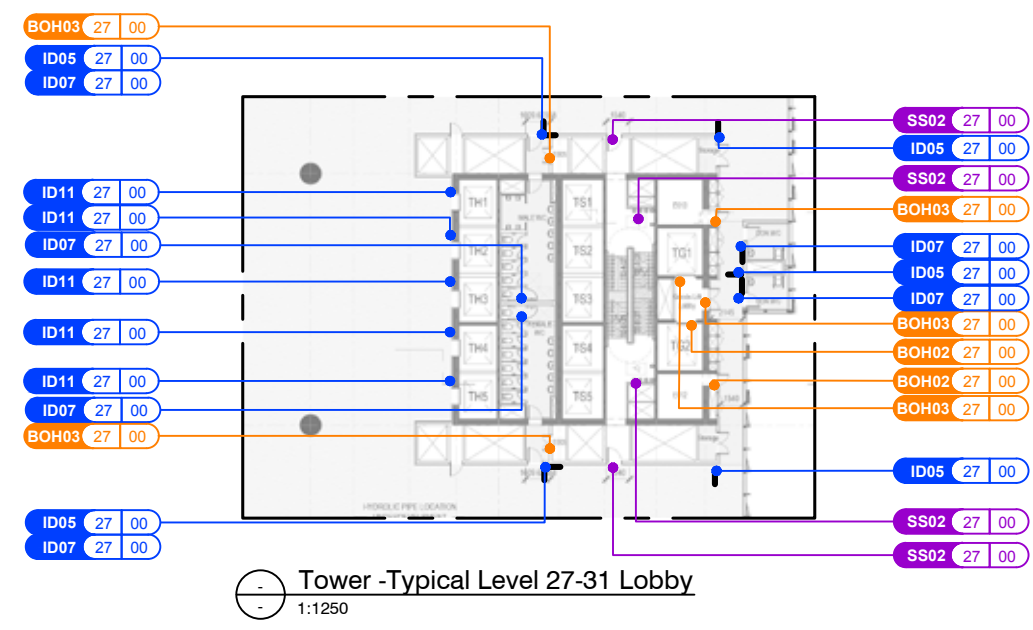 BOH03 27 00
ID05 27 00
ID07 27 00
SS02 27 00
ID05 27 00
SS02 27 00
ID11 27 00
BOH03 27 00
ID11 27 00
ID07 27 00
ID07 27 00
ID05 27 00
ID11 27 00
ID07 27 00
BOH03 27 00
ID11 27 00
BOH02 27 00
ID11 27 00
BOH02 27 00
ID07 27 00
BOH03 27 00
BOH03 27 00
ID05 27 00
ID05 27 00
SS02 27 00
ID07 27 00
SS02 27 00
TH1
TS1
TH2
TS2
TG1
TH3
TS3
Lobby
TH4
TS4
TG2
TH5
TS5
HYDROLIC PIPE LOCATION
- Tower -Typical Level 27-31 Lobby
- 1:1250